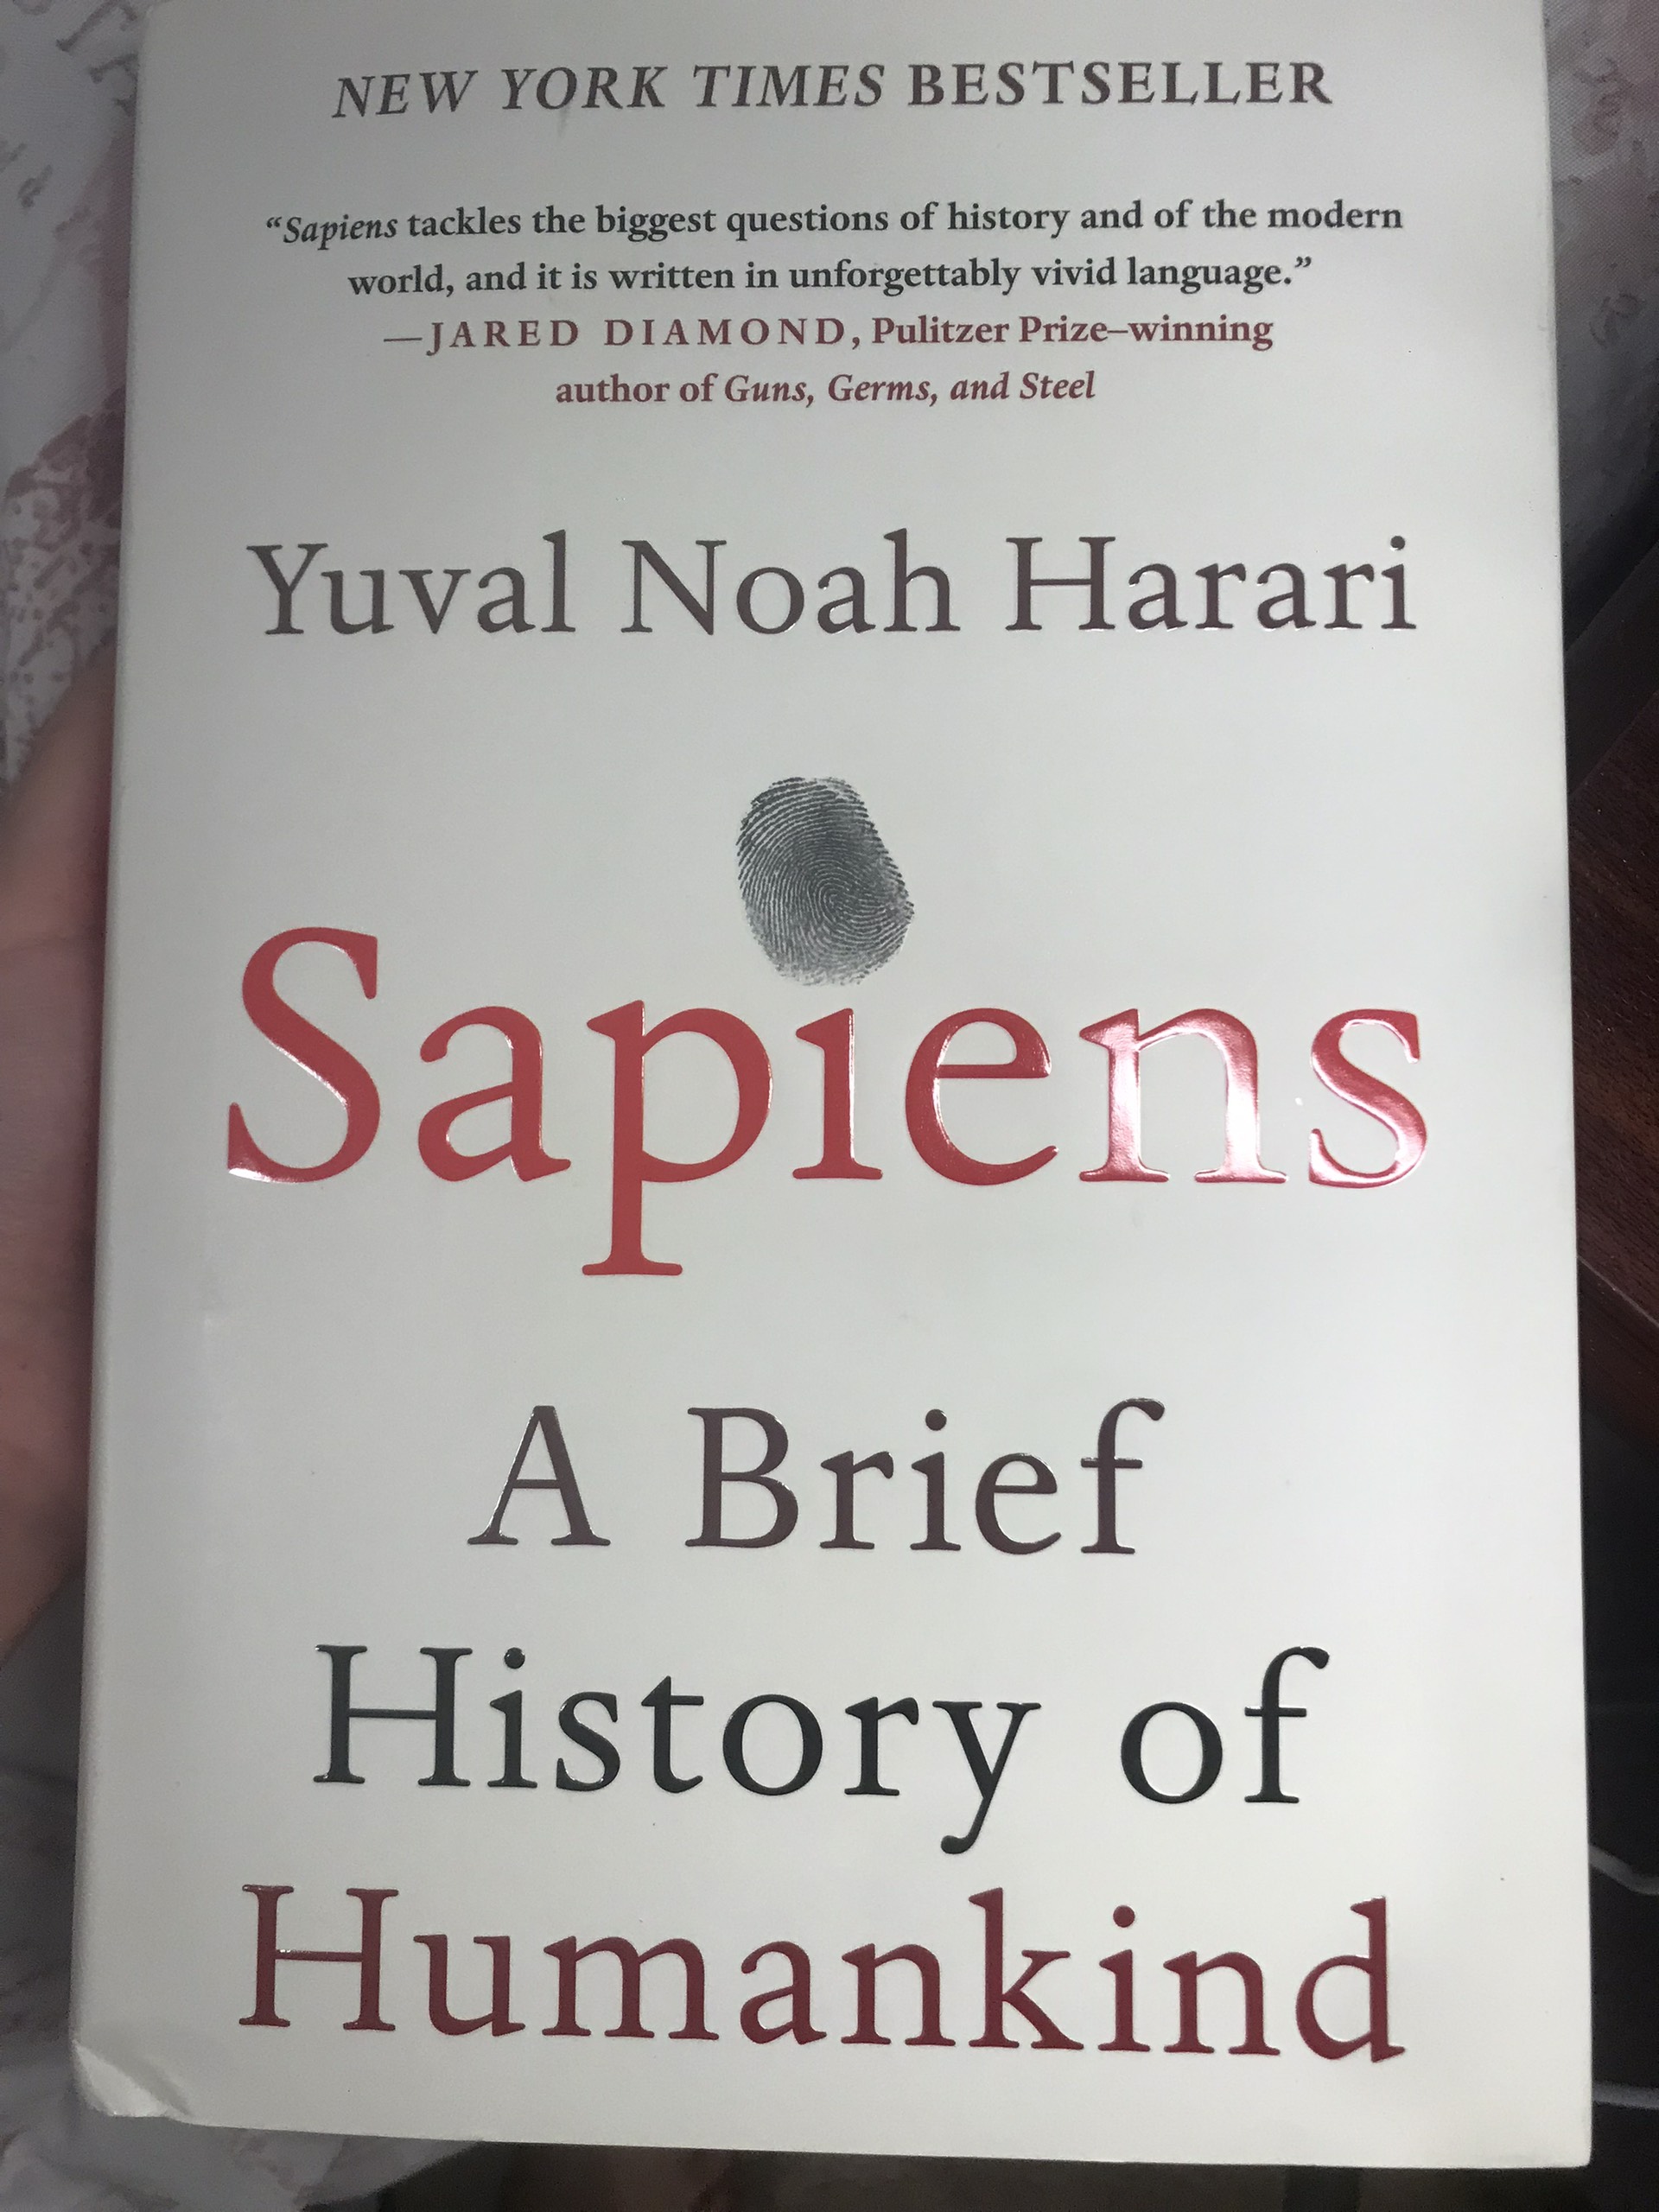 NEW YORK TIMES BESTSELLER
“Sapiens tackles the biggest questions of history and of the modern
world, and it is written in unforgettably vivid language.”
—JARED DIAMOND, Pulitzer Prize–winning
author of Guns, Germs, and Steel
Yuval Noah Harari
Sapiens
A Brief
History of
Humankind